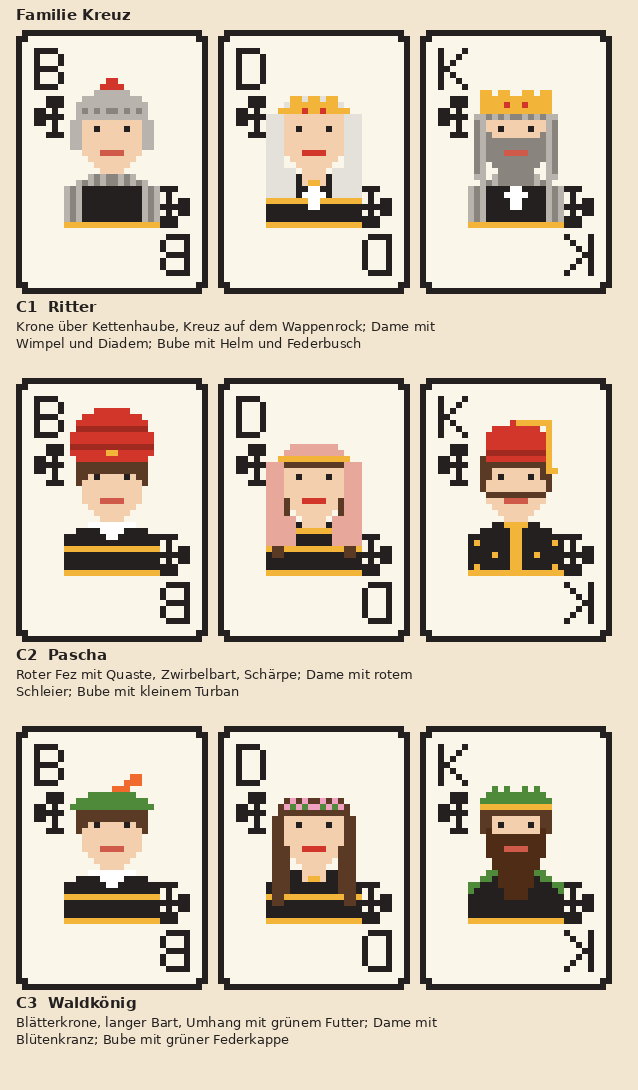 Familie Kreuz
B D K
B D K
C1 Ritter
Krone über Kettenhaube, Kreuz auf dem Wappenrock; Dame mit
Wimpel und Diadem; Bube mit Helm und Federbusch
B D K
B D K
C2 Pascha
Roter Fez mit Quaste, Zwirbelbart, Schärpe; Dame mit rotem
Schleier; Bube mit kleinem Turban
B D K
B D K
C3 Waldkönig
Blätterkrone, langer Bart, Umhang mit grünem Futter; Dame mit
Blütenkranz; Bube mit grüner Federkappe